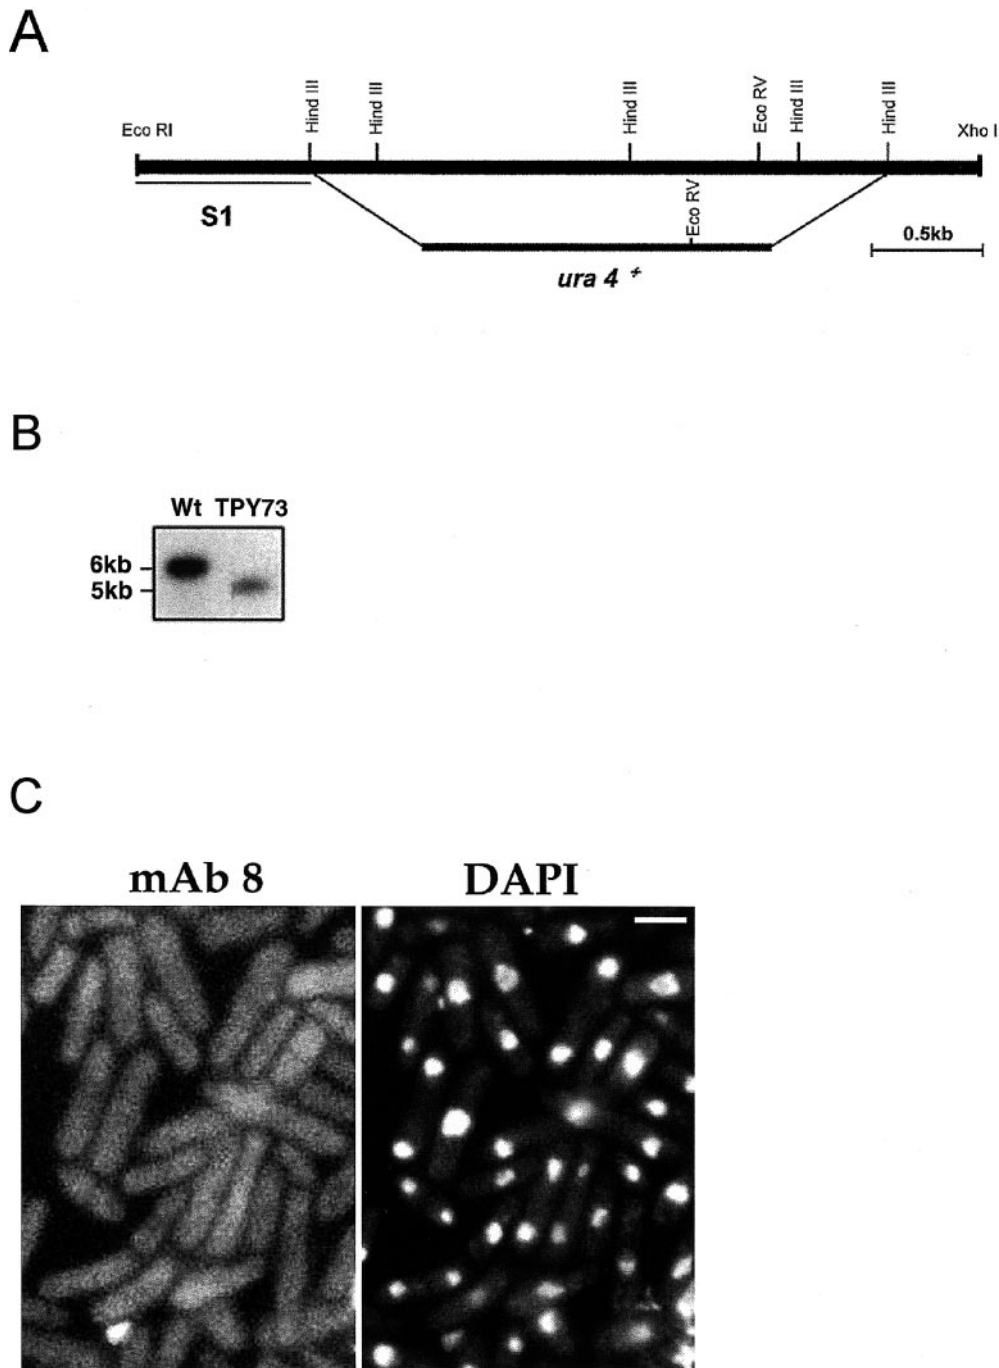 A
Eco RI
Hind III
Hind III
Hind III
Eco RV
Hind III
Hind III
Xho I
S1
Eco RV
0.5kb
ura 4 +
B
Wt TPY73
6kb
5kb
C
mAb 8
DAPI